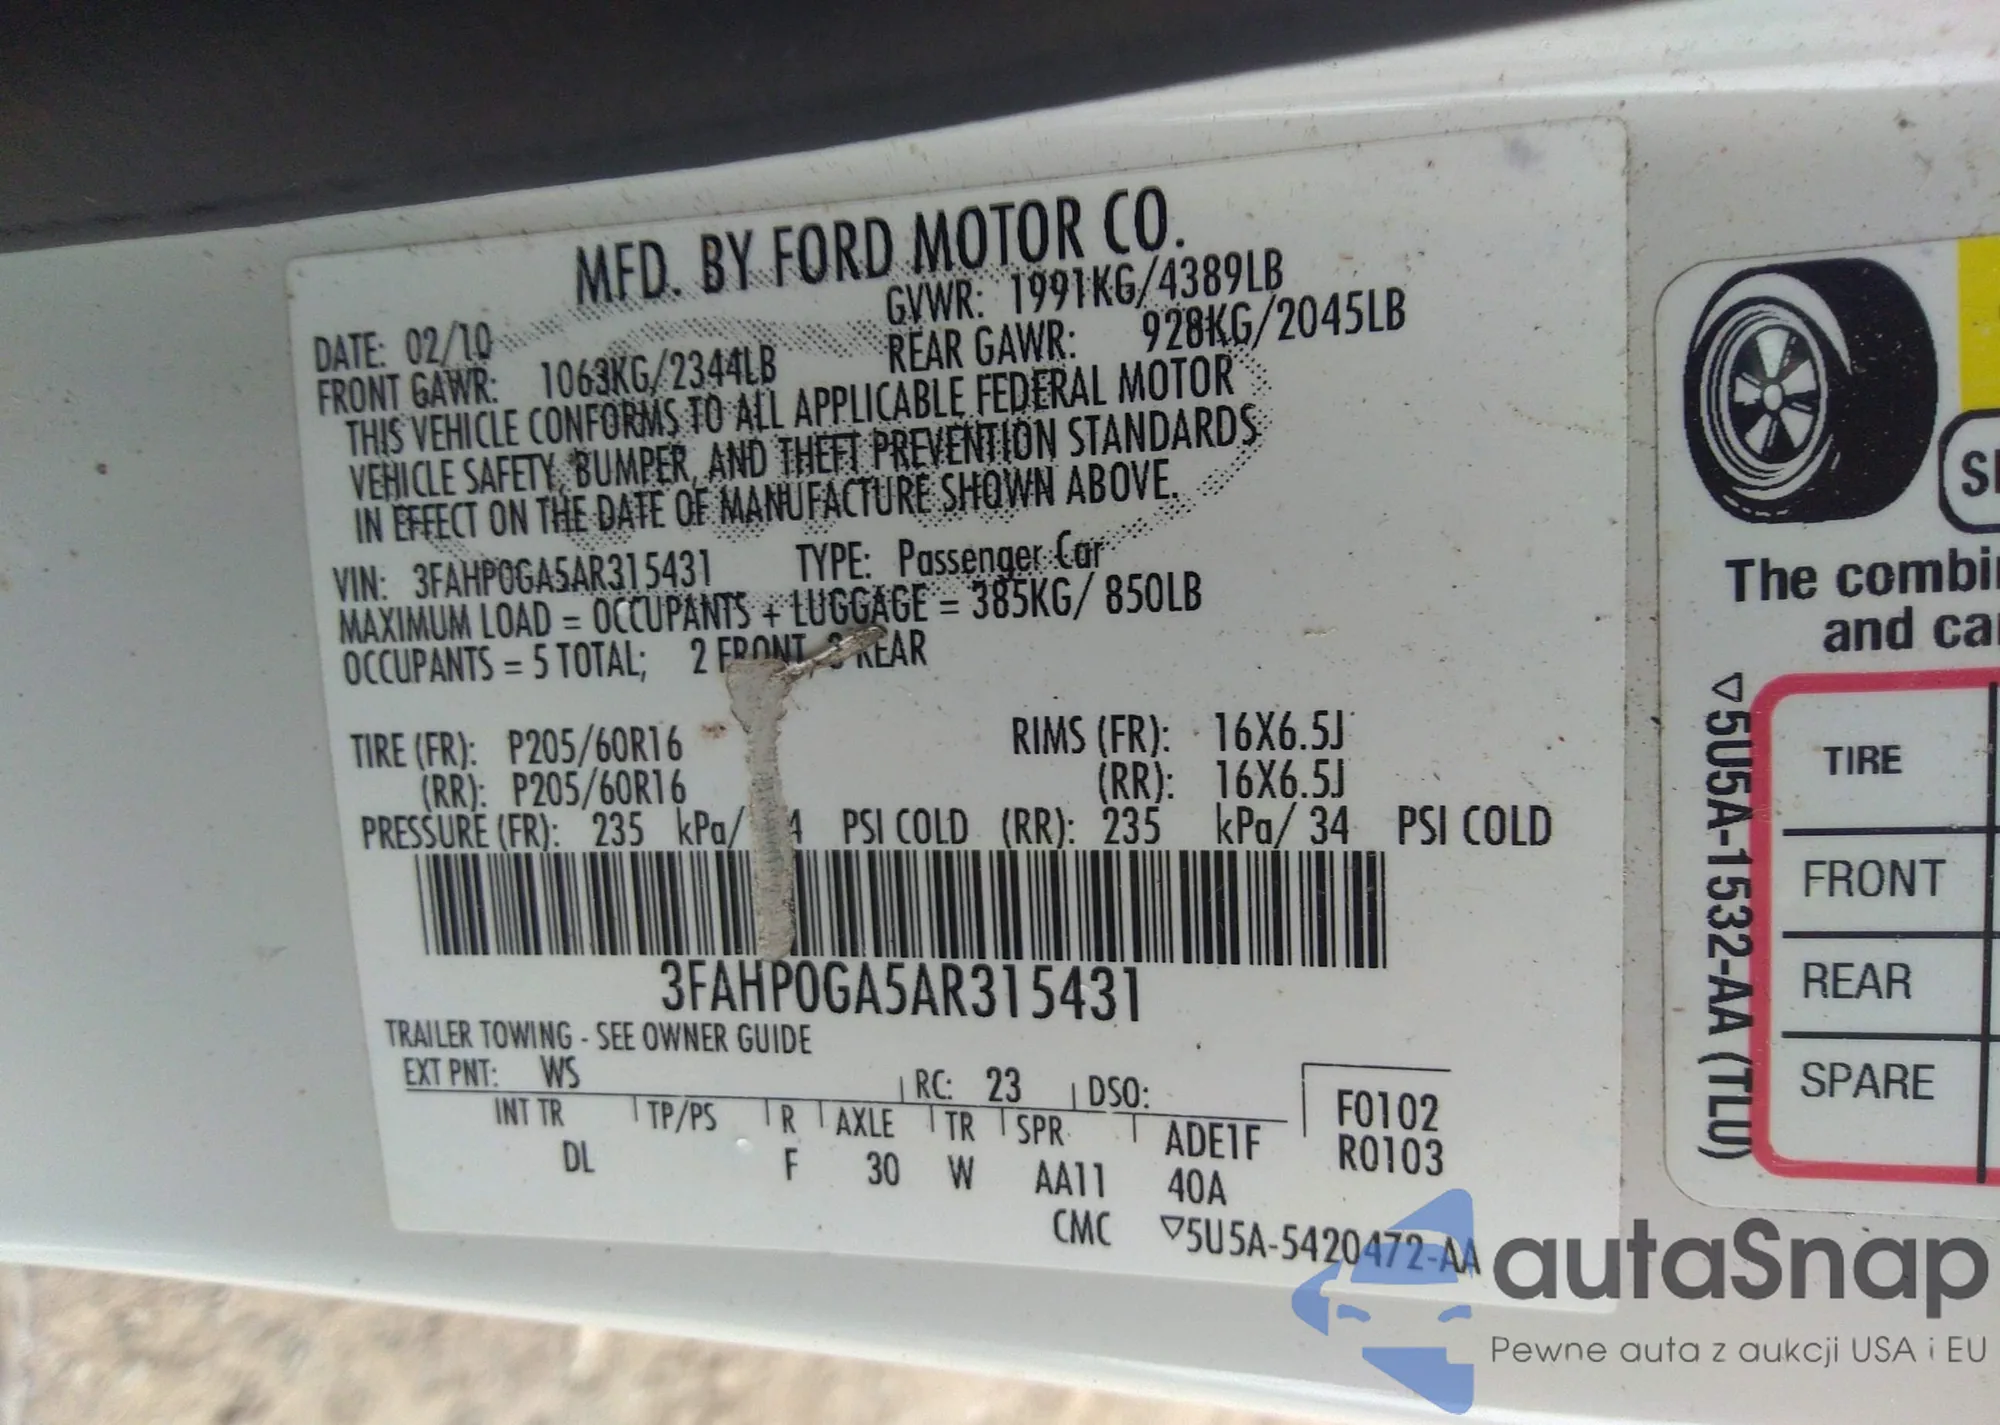 MFD. BY FORD MOTOR CO.
DATE: 02/10
GVWR: 1991KG/4389LB
FRONT GAWR: 1063KG/2344LB
REAR GAWR: 928KG/2045LB
THIS VEHICLE CONFORMS TO ALL APPLICABLE FEDERAL MOTOR
VEHICLE SAFETY, BUMPER, AND THEFT PREVENTION STANDARDS
IN EFFECT ON THE DATE OF MANUFACTURE SHOWN ABOVE.
VIN: 3FAHP0GA5AR315431 TYPE: Passenger Car
MAXIMUM LOAD = OCCUPANTS + LUGGAGE = 385KG/ 850LB
OCCUPANTS = 5 TOTAL; 2 FRONT, REAR
TIRE (FR): P205/60R16 RIMS (FR): 16X6.5J
(RR): P205/60R16 (RR): 16X6.5J
PRESSURE (FR): 235 kPa/ 4 PSI COLD (RR): 235 kPa/ 34 PSI COLD
3FAHP0GA5AR315431
TRAILER TOWING - SEE OWNER GUIDE
EXT PNT: WS RC: 23 DSO:
INT TR TP/PS R AXLE TR SPR ADE1F
DL F 30 W AA11 40A
F0102
R0103
CMC ▽5U5A-5420472-AA
The combi
and ca
▽5U5A-1532-AA (TLU)
TIRE
FRONT
REAR
SPARE
autaSnap
Pewne auta z aukcji USA i EU